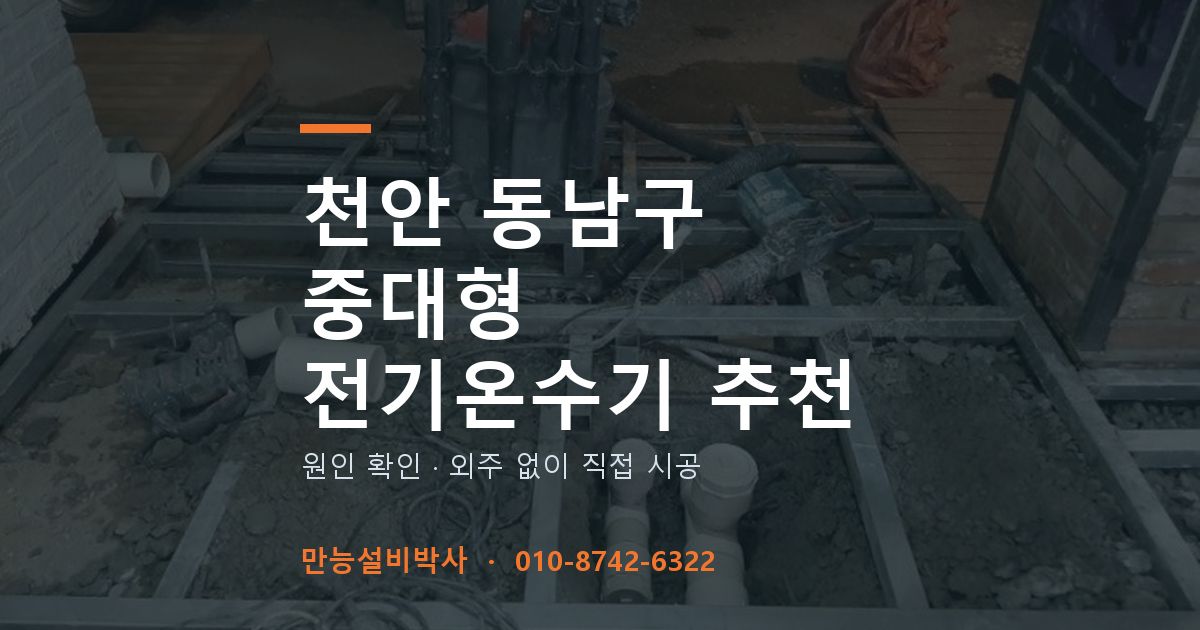 천안 동남구
중대형
전기온수기 추천
원인 확인 · 외주 없이 직접 시공
만능설비박사 · 010-8742-6322